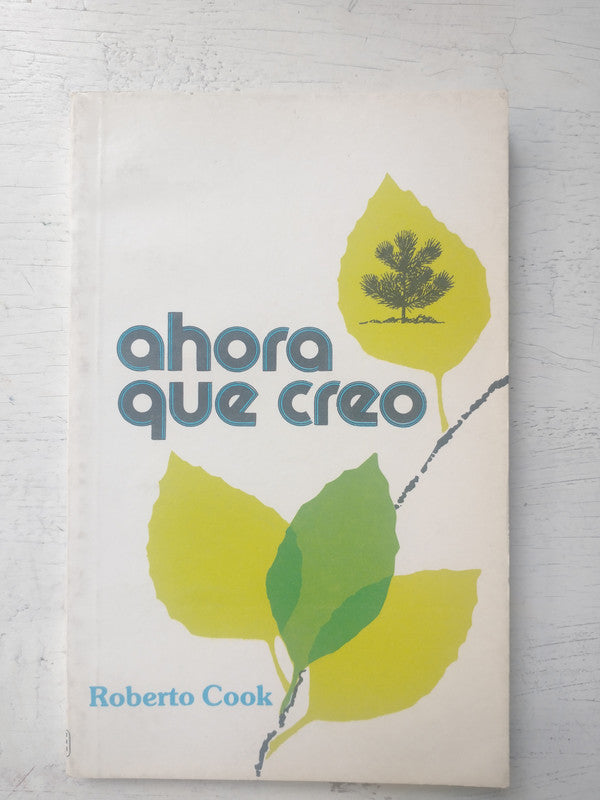 ahora
que creo
Roberto Cook